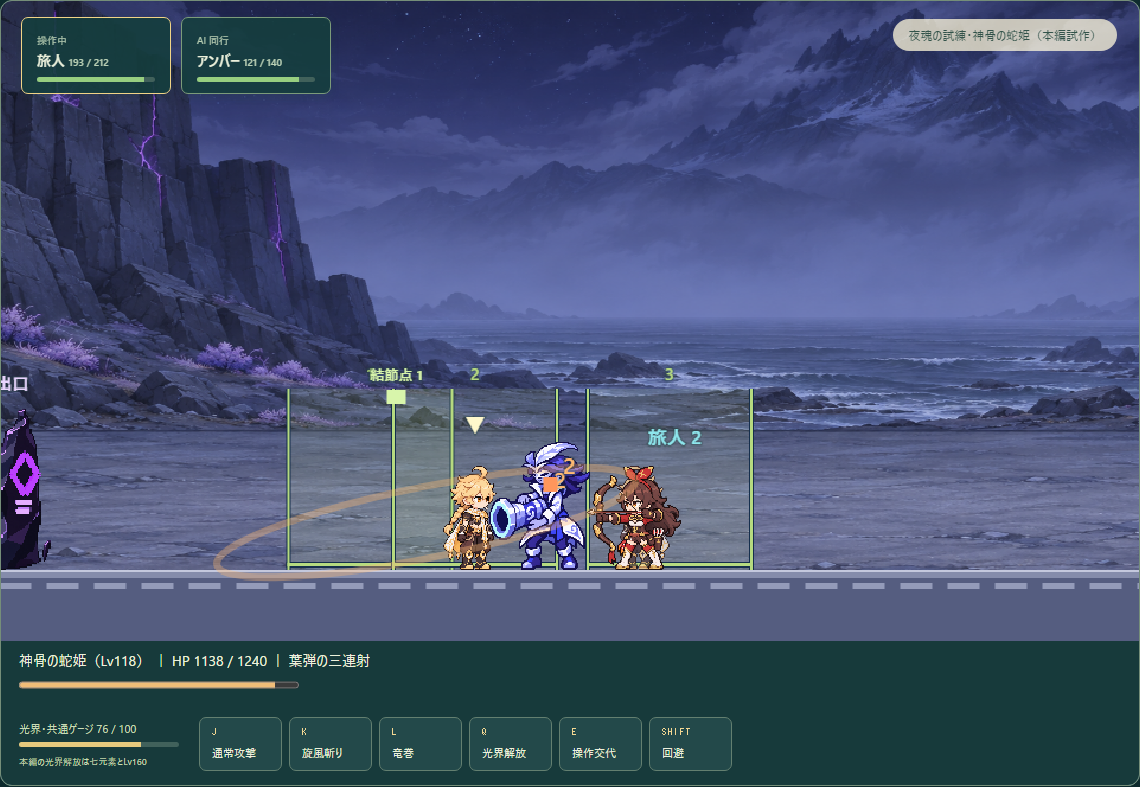 操作中
旅人 193 / 212
AI 同行
アンバー 121 / 140
夜魂の試練・神骨の蛇姫（本編試作）
結節点 1
2
3
出口
旅人 2
2
2
神骨の蛇姫（Lv118） | HP 1138 / 1240 | 葉弾の三連射
光界・共通ゲージ 76 / 100
本編の光界解放は七元素とLv160
J
通常攻撃
K
旋風斬り
L
竜巻
Q
光界解放
E
操作交代
SHIFT
回避